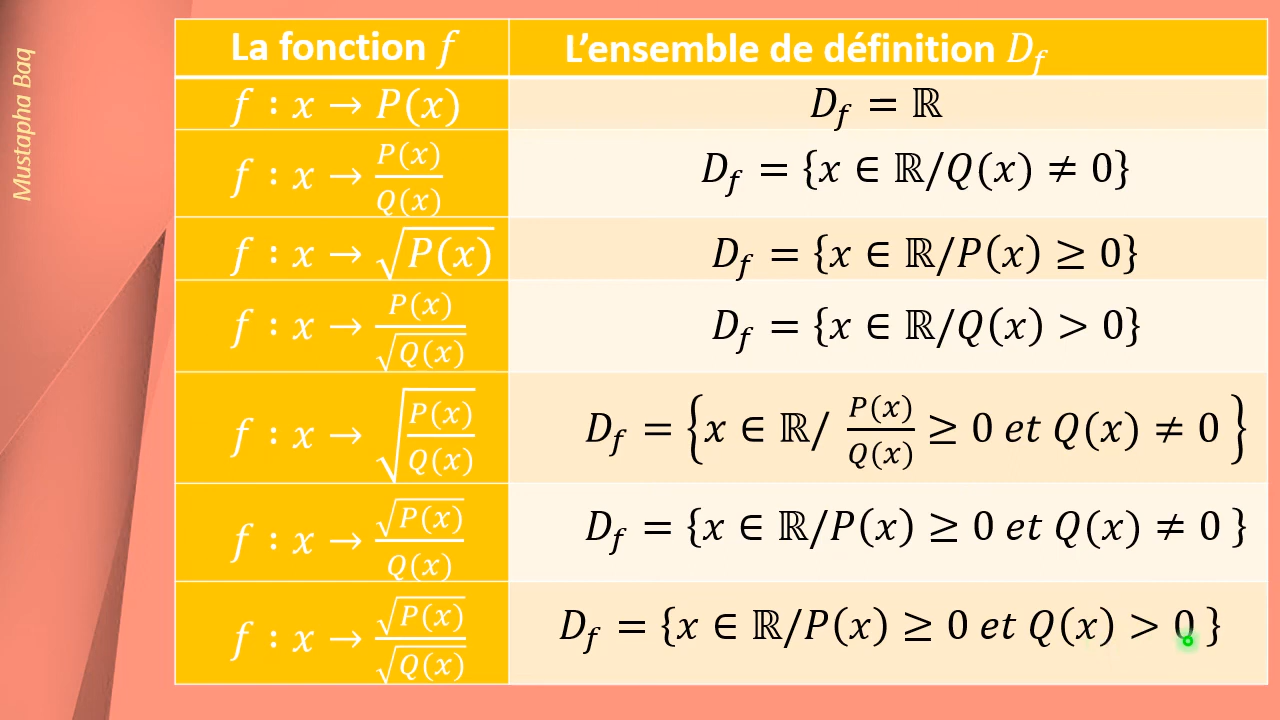 Mustapha Baq
La fonction f L'ensemble de définition D_f
f : x → P(x) D_f = ℝ
f : x → P(x)/Q(x) D_f = {x ∈ ℝ/Q(x) ≠ 0}
f : x → √(P(x)) D_f = {x ∈ ℝ/P(x) ≥ 0}
f : x → P(x)/√(Q(x)) D_f = {x ∈ ℝ/Q(x) > 0}
f : x → √(P(x)/Q(x)) D_f = {x ∈ ℝ/ P(x)/Q(x) ≥ 0 et Q(x) ≠ 0 }
f : x → √(P(x))/Q(x) D_f = {x ∈ ℝ/P(x) ≥ 0 et Q(x) ≠ 0 }
f : x → √(P(x))/√(Q(x)) D_f = {x ∈ ℝ/P(x) ≥ 0 et Q(x) > 0 }